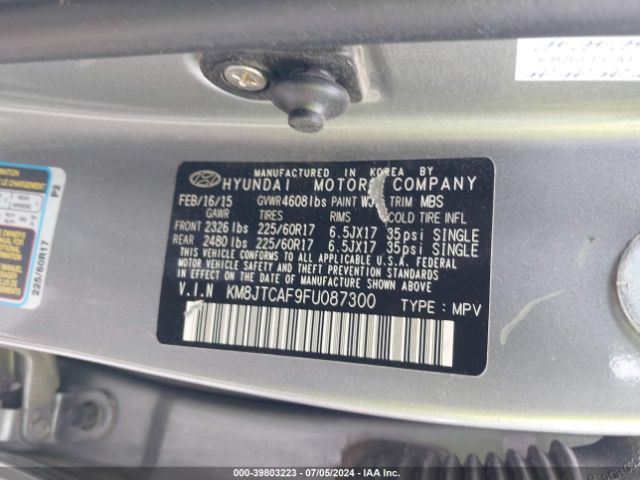 MANUFACTURED IN KOREA BY
HYUNDAI MOTOR COMPANY
FEB/16/15 GVWR4608lbs PAINT TRIM MBS
GAWR TIRES RIMS COLD TIRE INFL
FRONT 2326 lbs 225/60R17 6.5JX17 35psi SINGLE
REAR 2480 lbs 225/60R17 6.5JX17 35psi SINGLE
THIS VEHICLE CONFORMS TO ALL APPLICABLE U.S.A. FEDERAL
MOTOR VEHICLE SAFETY AND THEFT PREVENTION STANDARDS
IN EFFECT ON THE DATE OF MANUFACTURE SHOWN ABOVE.
V.I.N KM8JTCAF9FU087300 TYPE : MPV
P2
225/60R17
000-39803223 - 07/05/2024 - IAA Inc.